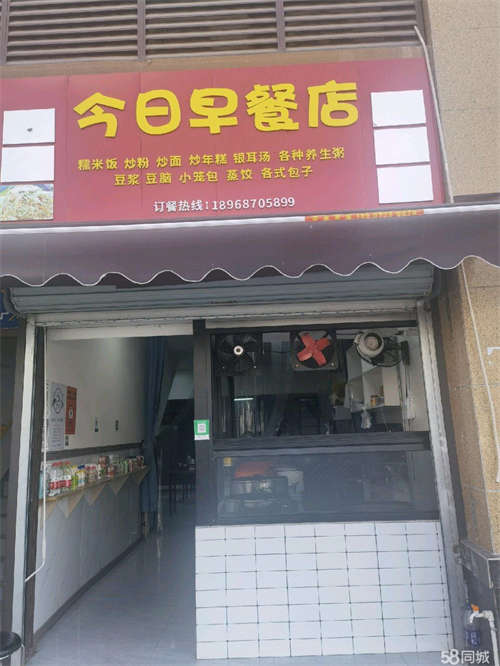 今日早餐店
糯米饭 炒粉 炒面 炒年糕 银耳汤 各种养生粥
豆浆 豆脑 小笼包 蒸饺 各式包子
订餐热线:18968705899
58同城